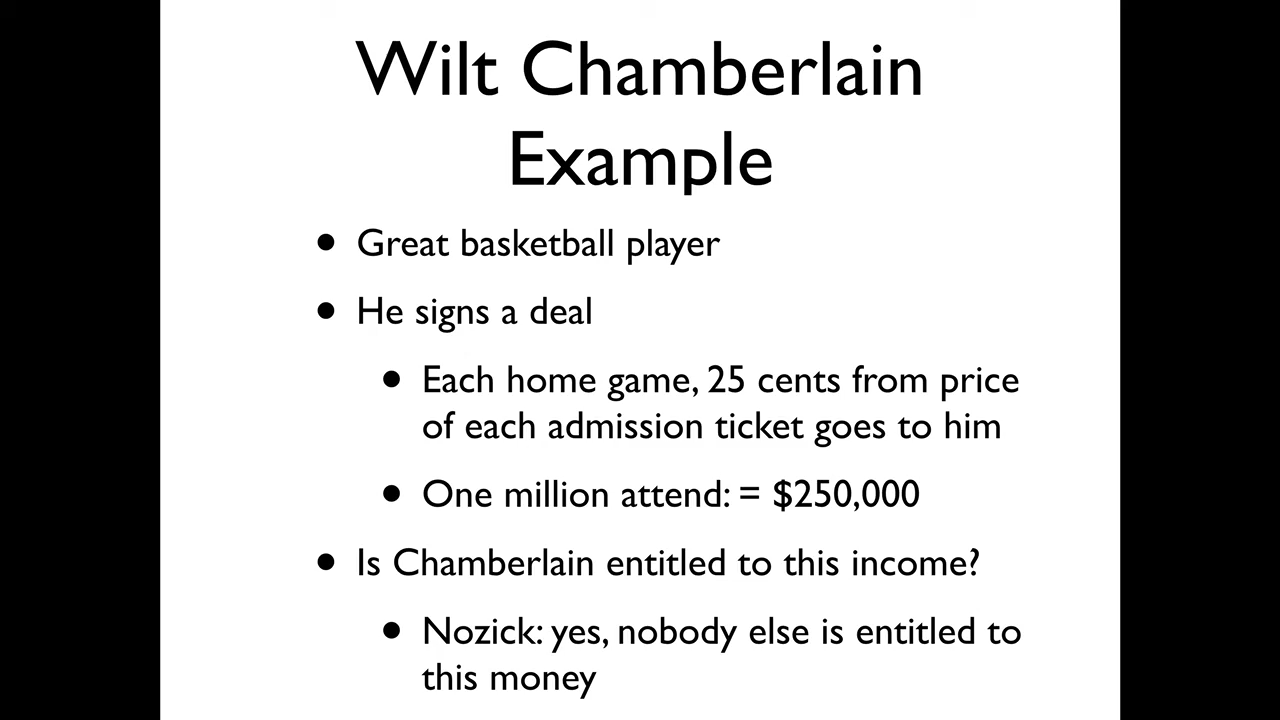 Wilt Chamberlain
Example
• Great basketball player
• He signs a deal
• Each home game, 25 cents from price
of each admission ticket goes to him
• One million attend: = $250,000
• Is Chamberlain entitled to this income?
• Nozick: yes, nobody else is entitled to
this money